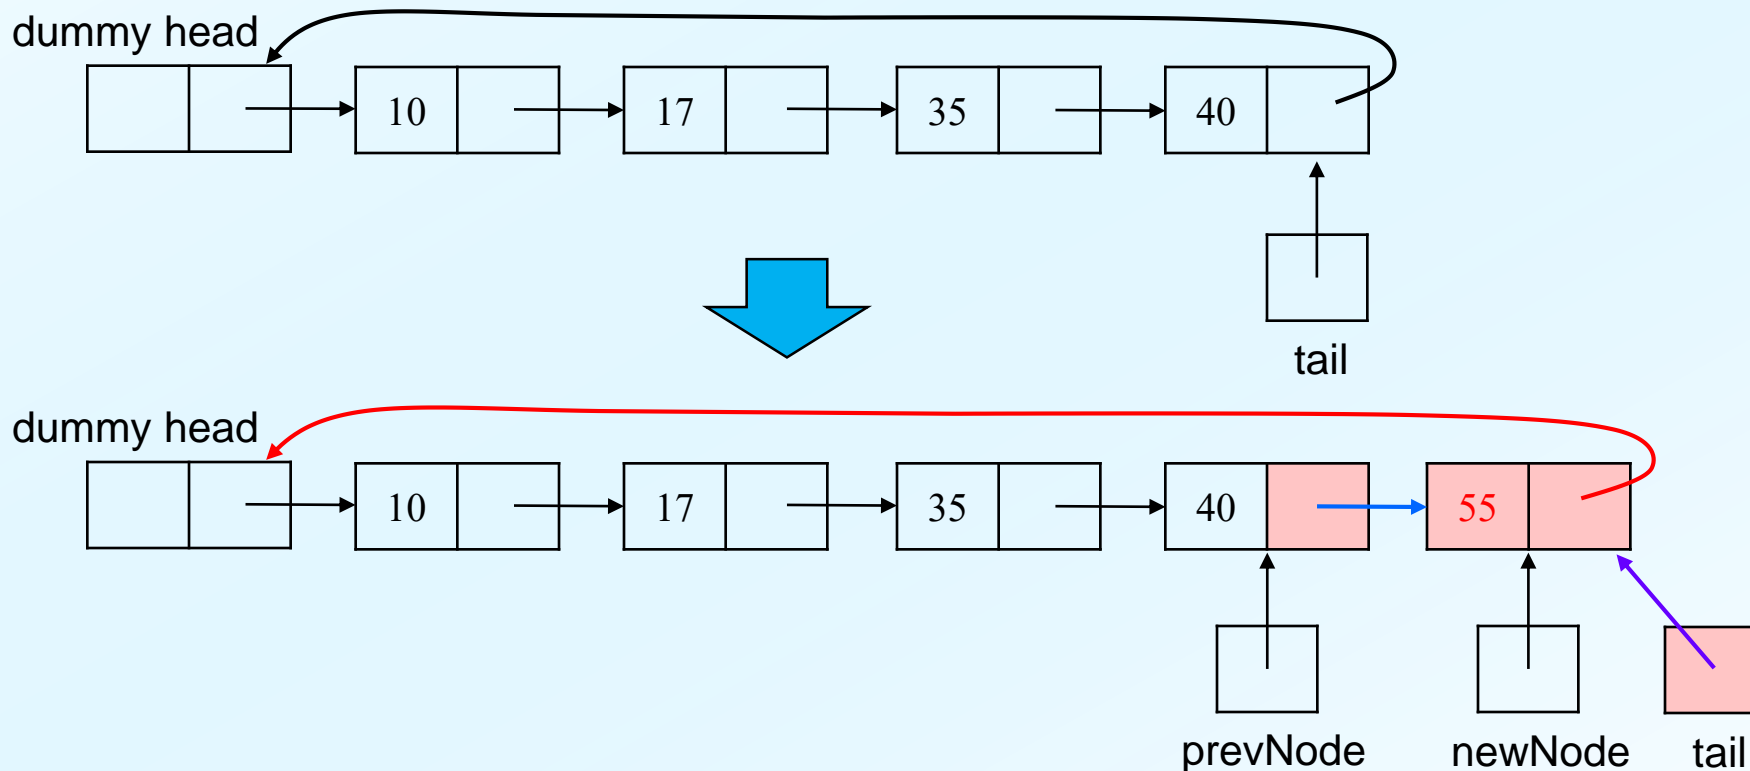 dummy head
10 17 35 40
tail
dummy head
10 17 35 40 55
prevNode newNode tail